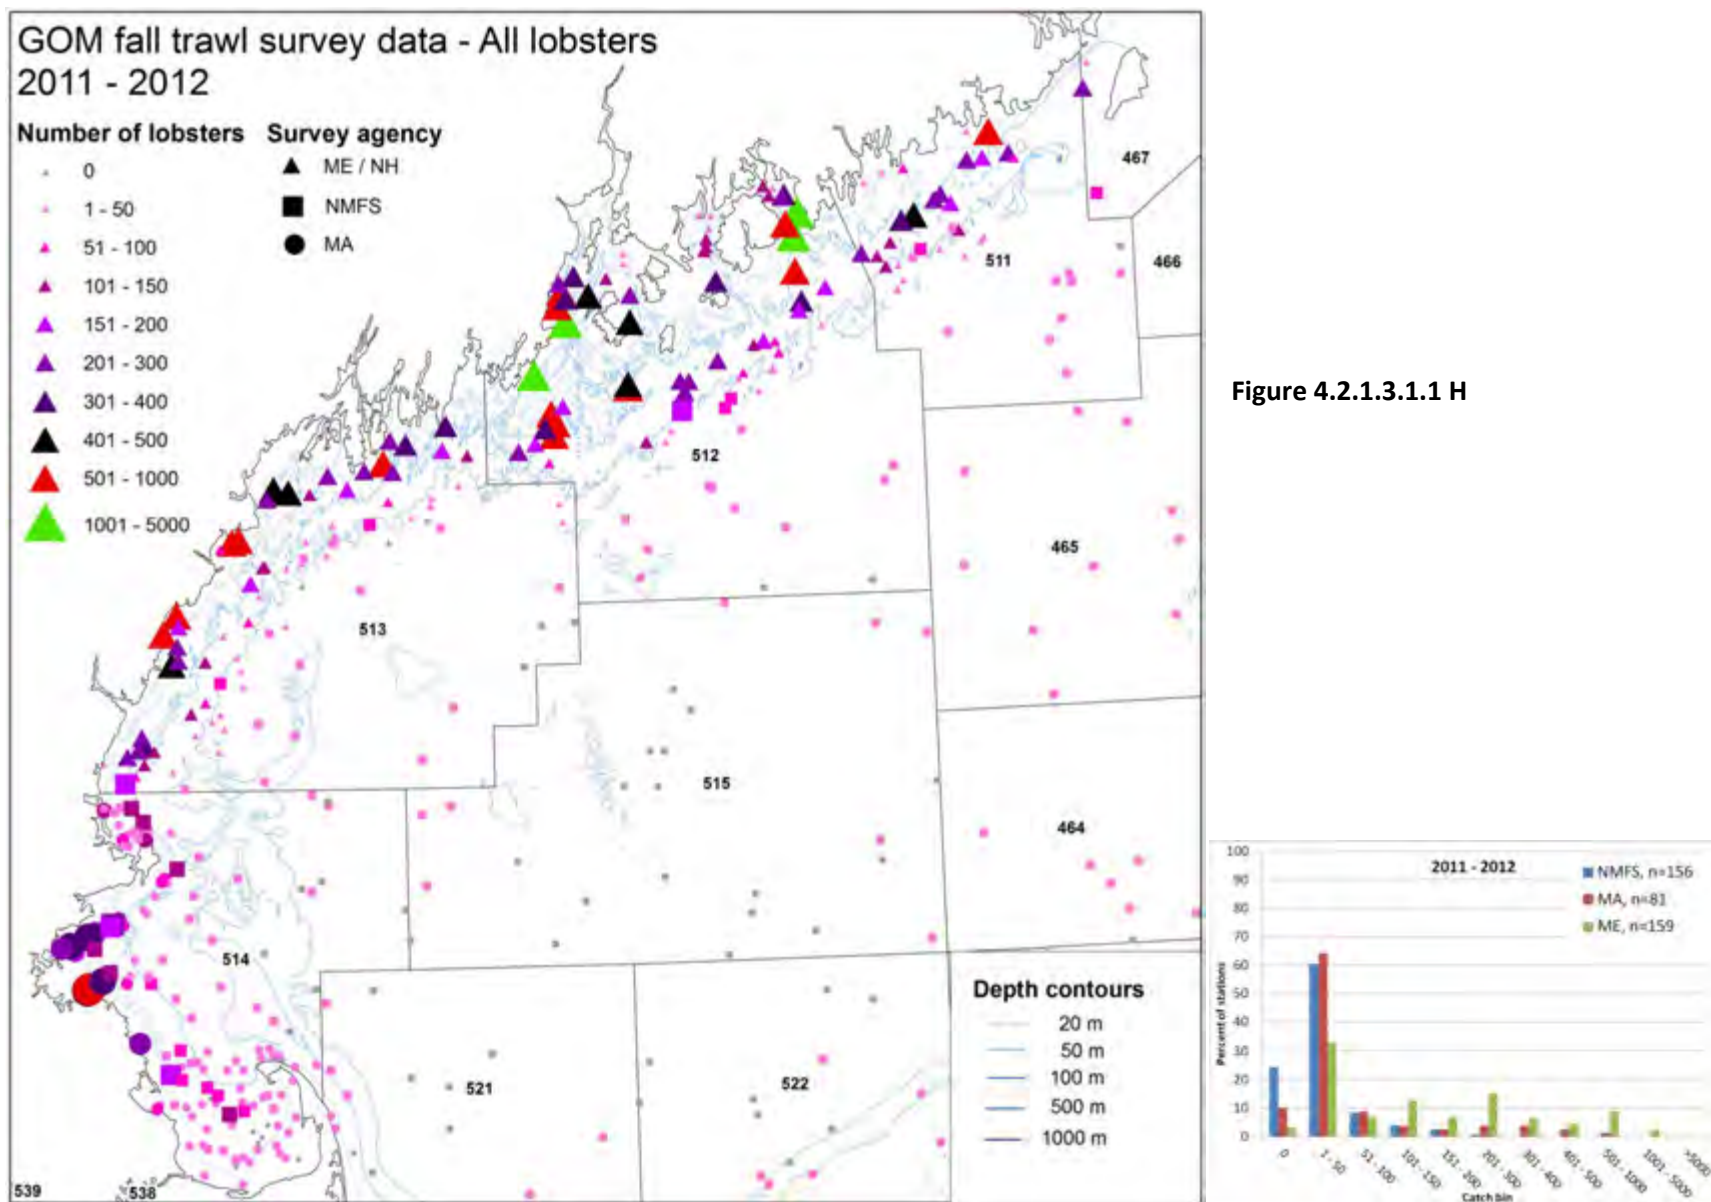 GOM fall trawl survey data - All lobsters
2011 - 2012
Number of lobsters
0
1 - 50
51 - 100
101 - 150
151 - 200
201 - 300
301 - 400
401 - 500
501 - 1000
1001 - 5000
Survey agency
ME / NH
NMFS
MA
467
466
511
512
465
513
515
464
514
521
522
539
538
Depth contours
20 m
50 m
100 m
500 m
1000 m
Figure 4.2.1.3.1.1 H
2011 - 2012
NMFS, n=156
MA, n=81
ME, n=159
Percent of stations
100
90
80
70
60
50
40
30
20
10
0
0
1 - 50
51 - 100
101 - 150
151 - 200
201 - 300
301 - 400
401 - 500
501 - 1000
1001 - 5000
>5000
Catch bin